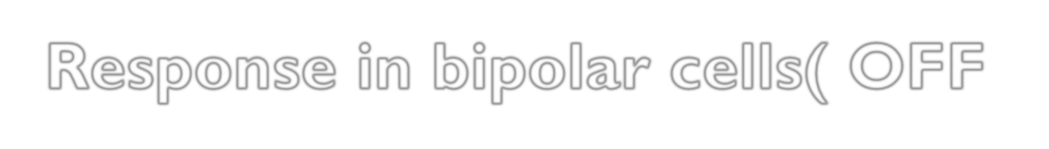 Response in bipolar cells( OFF